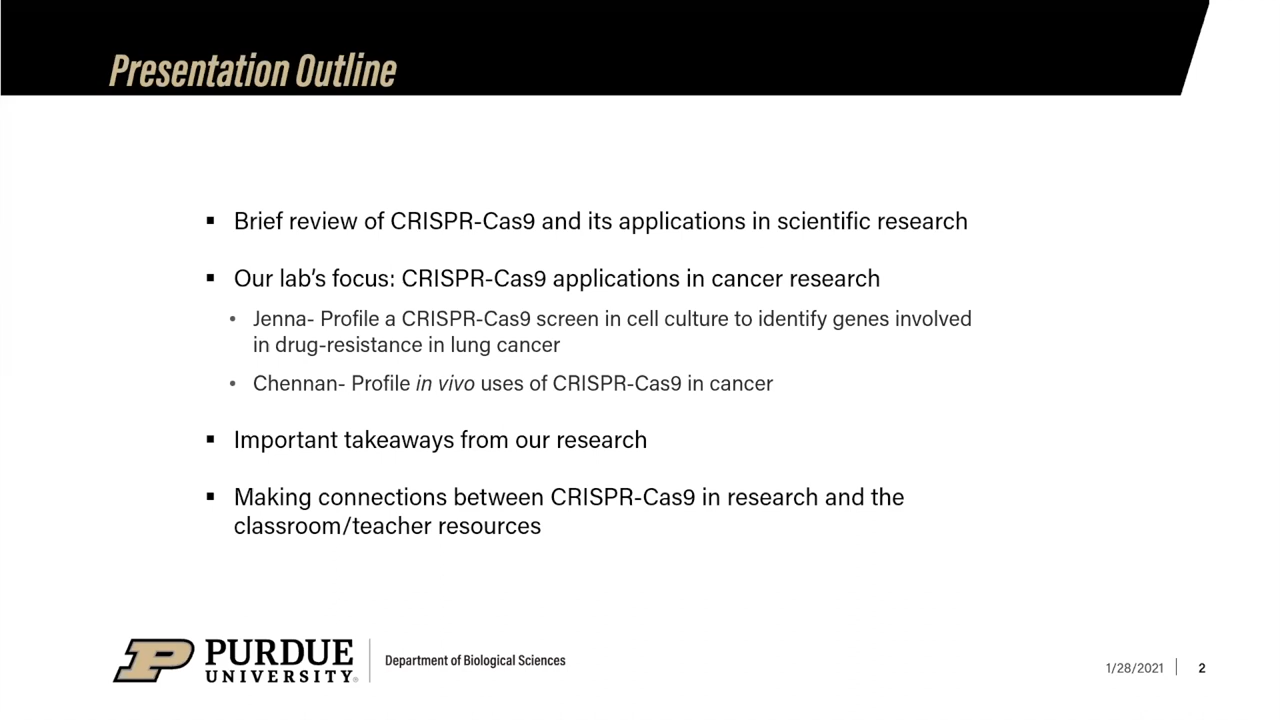 Presentation Outline
▪ Brief review of CRISPR-Cas9 and its applications in scientific research
▪ Our lab's focus: CRISPR-Cas9 applications in cancer research
• Jenna- Profile a CRISPR-Cas9 screen in cell culture to identify genes involved
in drug-resistance in lung cancer
• Chennan- Profile in vivo uses of CRISPR-Cas9 in cancer
▪ Important takeaways from our research
▪ Making connections between CRISPR-Cas9 in research and the
classroom/teacher resources
PURDUE
UNIVERSITY®
Department of Biological Sciences
1/28/2021 | 2